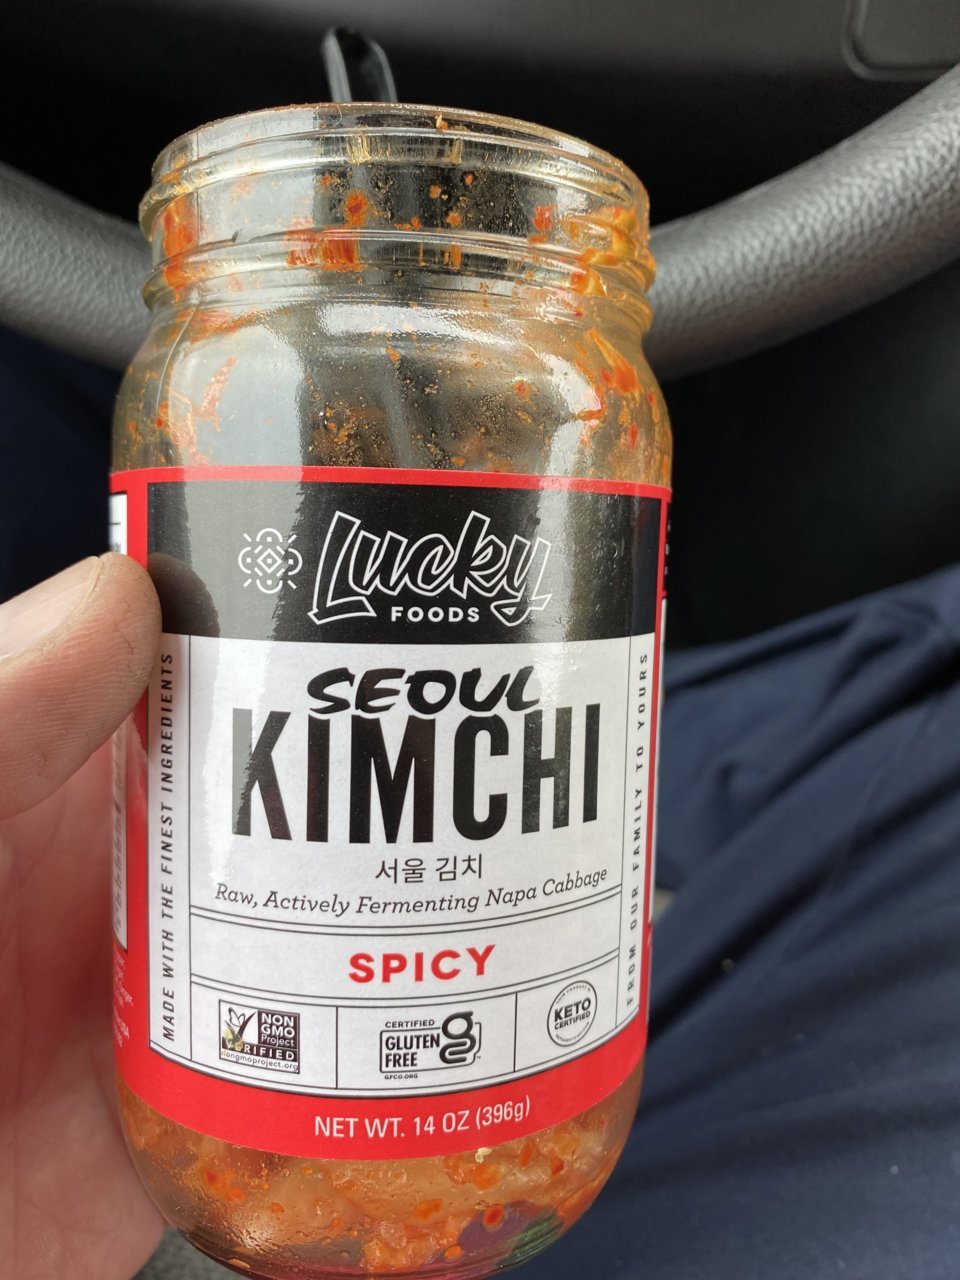 Lucky
FOODS
SEOUL
KIMCHI
서울 김치
Raw, Actively Fermenting Napa Cabbage
SPICY
MADE WITH THE FINEST INGREDIENTS
FROM OUR FAMILY TO YOURS
NON
GMO
Project
VERIFIED
nongmoproject.org
CERTIFIED
GLUTEN
FREE
GFCO.ORG
KETO
CERTIFIED
NET WT. 14 OZ (396g)